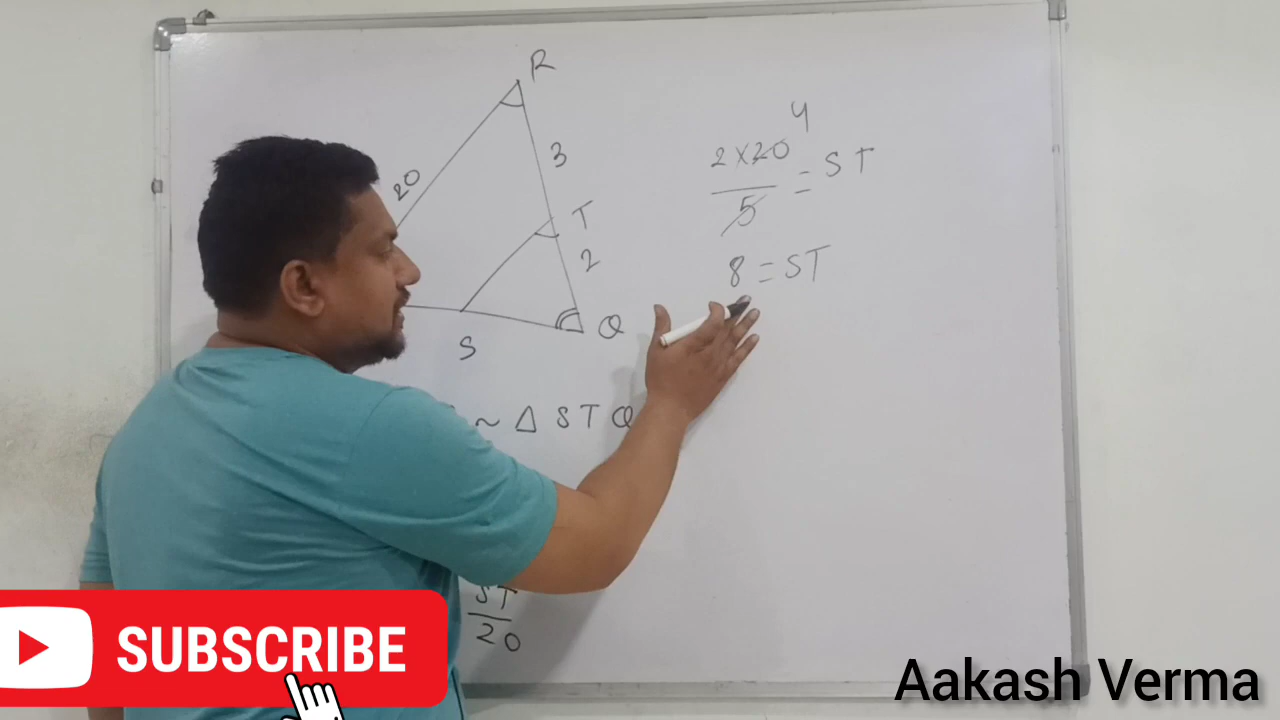 R
3
20
T
2
S
Q
~ Δ STQ
ST
20
4
2×20
5
= ST
8 = ST
SUBSCRIBE
Aakash Verma